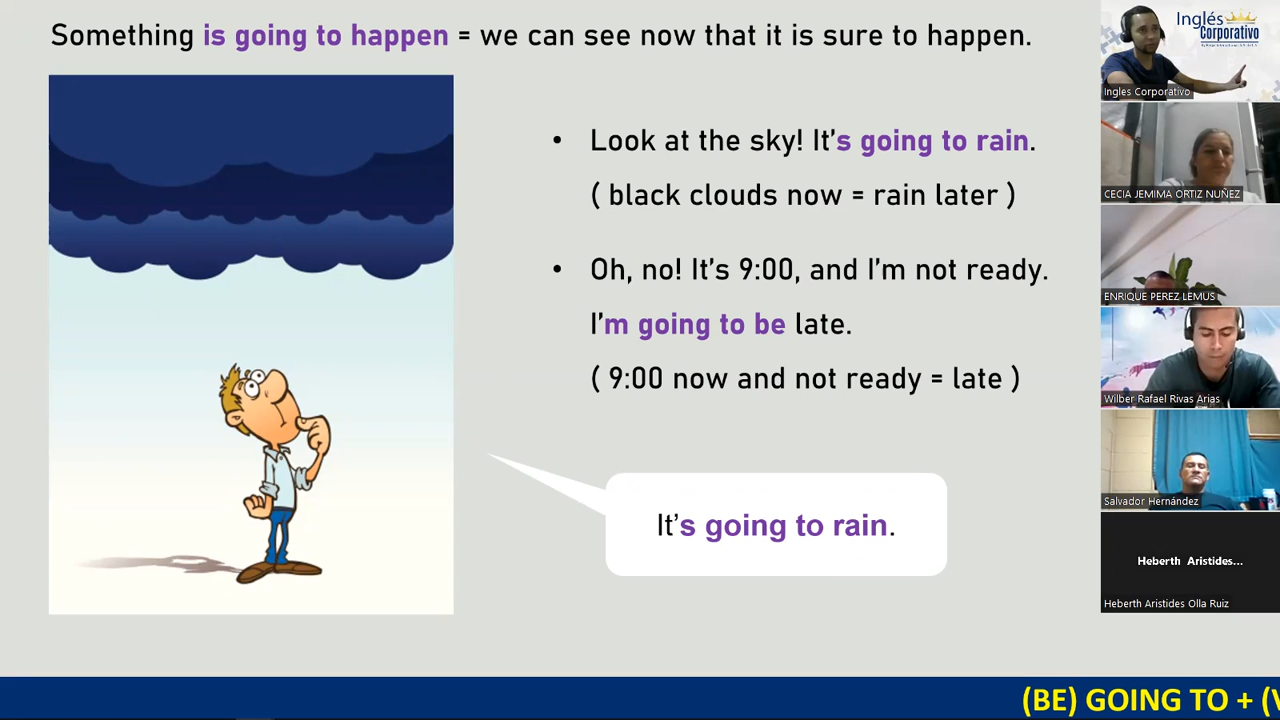 Something is going to happen = we can see now that it is sure to happen.
• Look at the sky! It's going to rain.
( black clouds now = rain later )
• Oh, no! It's 9:00, and I'm not ready.
I'm going to be late.
( 9:00 now and not ready = late )
It's going to rain.
Inglés
Corporativo
Ingles Corporativo
CECIA JEMIMA ORTIZ NUÑEZ
ENRIQUE PEREZ LEMUS
Wilber Rafael Rivas Arias
Salvador Hernández
Heberth Aristides...
Heberth Aristides Olla Ruiz
(BE) GOING TO + (V